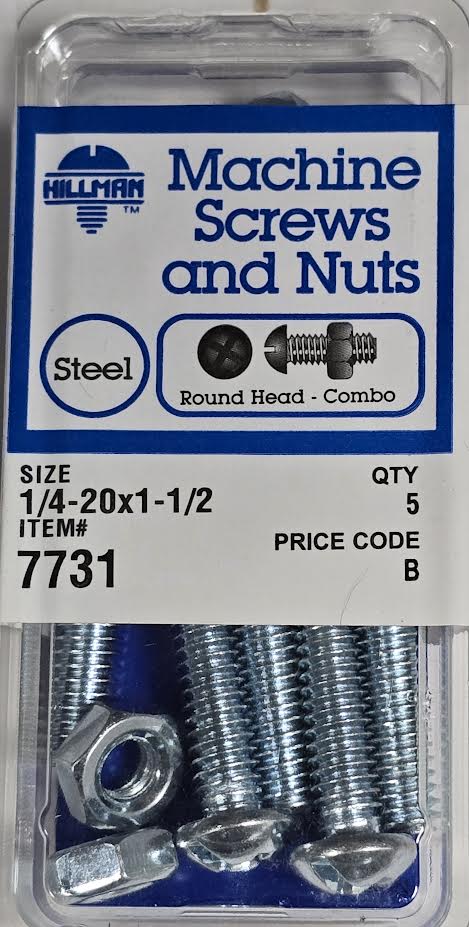 HILLMAN
TM
Machine
Screws
and Nuts
Steel
Round Head - Combo
SIZE
1/4-20x1-1/2
ITEM#
7731
QTY
5
PRICE CODE
B